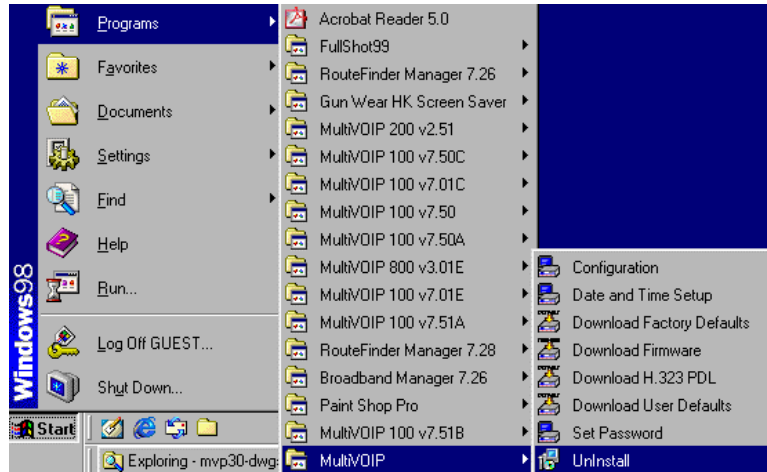 Programs
Favorites
Documents
Settings
Find
Help
Run...
Log Off GUEST...
Shut Down...
Windows98
Start
Exploring - mvp30-dwg:
Acrobat Reader 5.0
FullShot99
RouteFinder Manager 7.26
Gun Wear HK Screen Saver
MultiVOIP 200 v2.51
MultiVOIP 100 v7.50C
MultiVOIP 100 v7.01C
MultiVOIP 100 v7.50
MultiVOIP 100 v7.50A
MultiVOIP 800 v3.01E
MultiVOIP 100 v7.01E
MultiVOIP 100 v7.51A
RouteFinder Manager 7.28
Broadband Manager 7.26
Paint Shop Pro
MultiVOIP 100 v7.51B
MultiVOIP
Configuration
Date and Time Setup
Download Factory Defaults
Download Firmware
Download H.323 PDL
Download User Defaults
Set Password
UnInstall